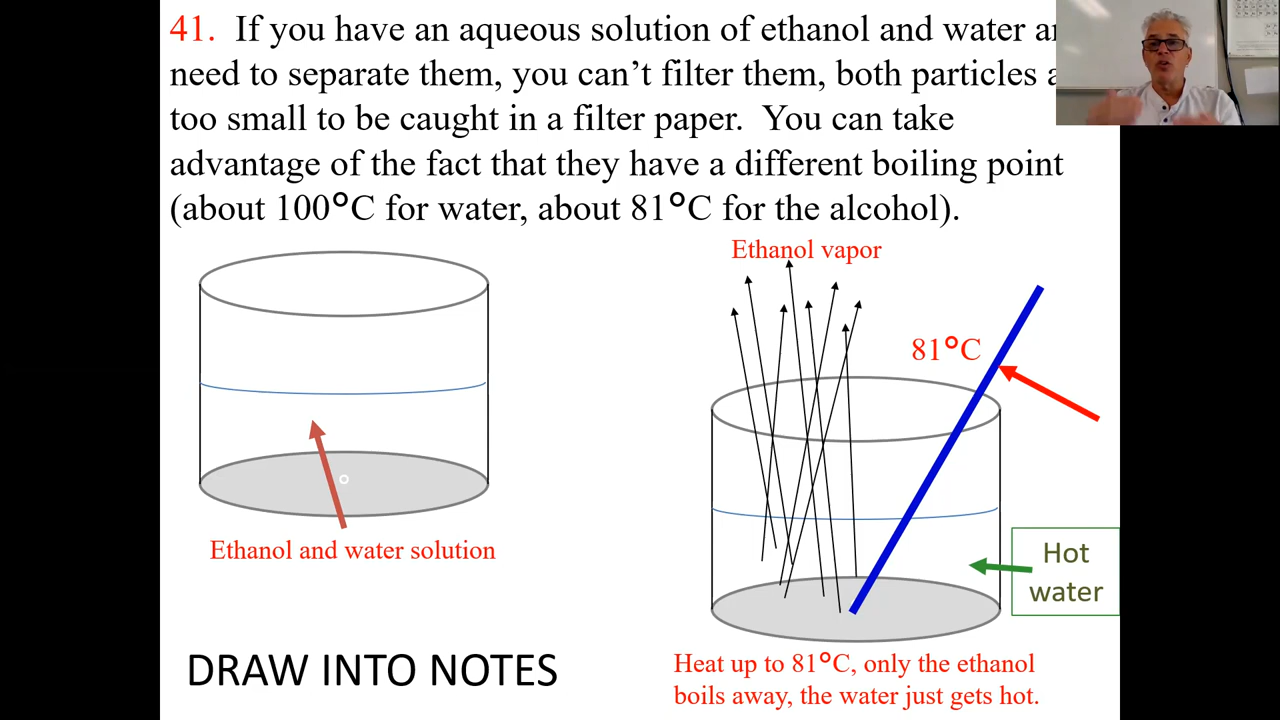 41. If you have an aqueous solution of ethanol and water
need to separate them, you can’t filter them, both particles
too small to be caught in a filter paper. You can take
advantage of the fact that they have a different boiling point
(about 100°C for water, about 81°C for the alcohol).
Ethanol vapor
81°C
Ethanol and water solution
Hot
water
DRAW INTO NOTES
Heat up to 81°C, only the ethanol
boils away, the water just gets hot.